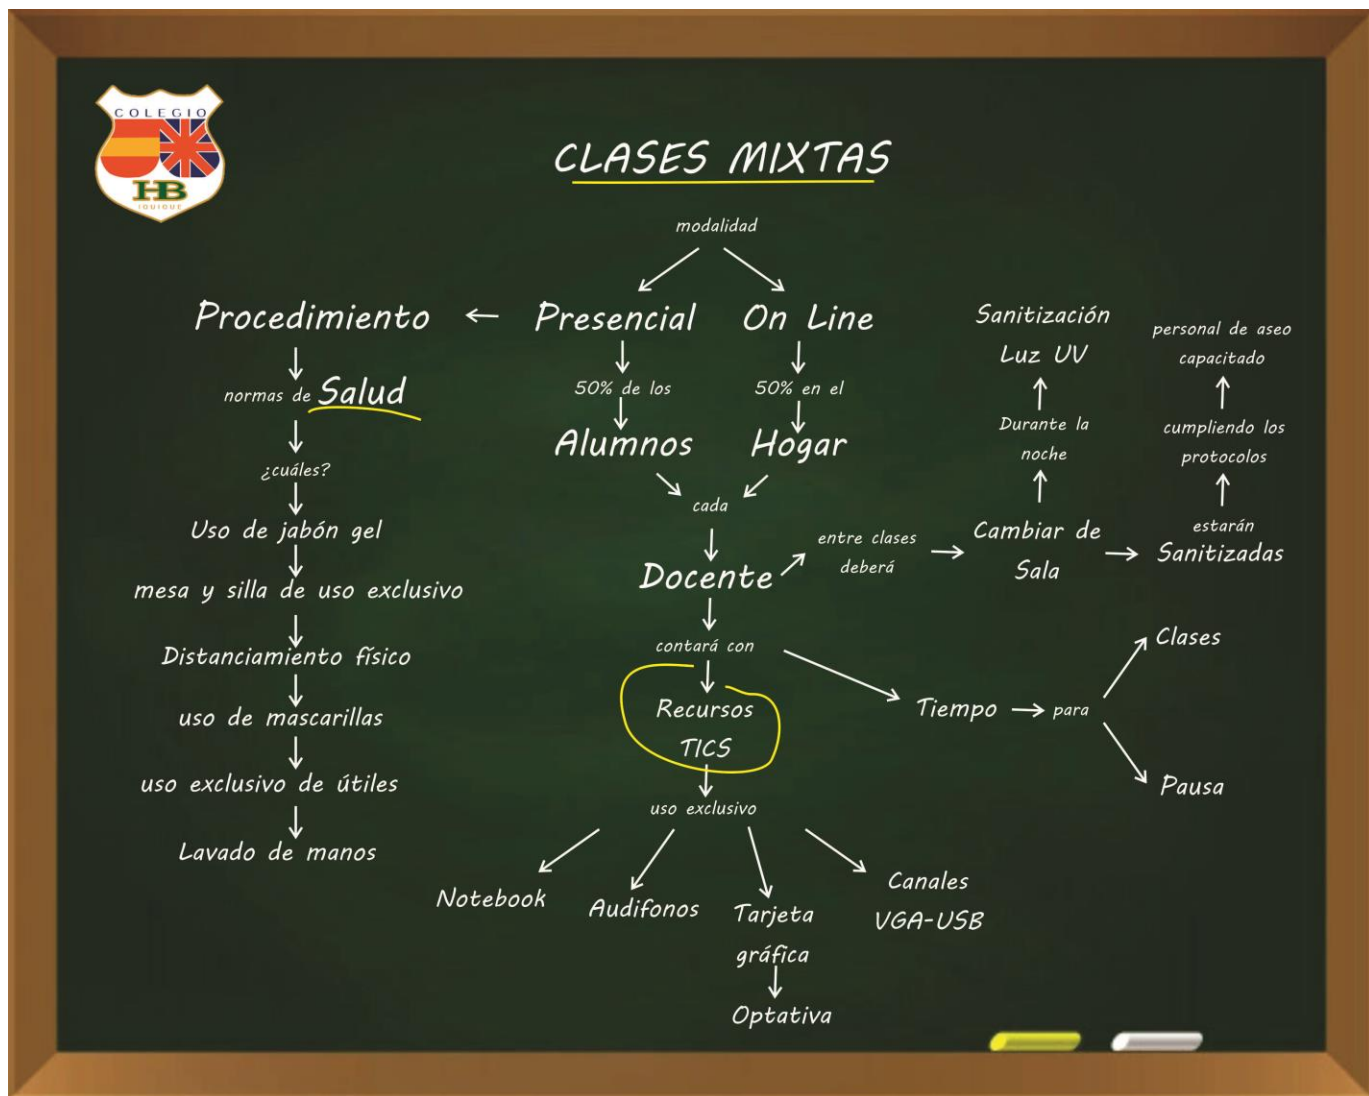 COLEGIO
HB
IQUIQUE
CLASES MIXTAS
modalidad
Presencial
On Line
Procedimiento
normas de Salud
¿cuáles?
Uso de jabón gel
mesa y silla de uso exclusivo
Distanciamiento físico
uso de mascarillas
uso exclusivo de útiles
Lavado de manos
50% de los
Alumnos
50% en el
Hogar
cada
Docente
entre clases
deberá
Cambiar de
Sala
Durante la
noche
Sanitización
Luz UV
estarán
Sanitizadas
cumpliendo los
protocolos
personal de aseo
capacitado
contará con
Recursos
TICS
uso exclusivo
Notebook
Audifonos
Tarjeta
gráfica
Optativa
Canales
VGA-USB
Tiempo
para
Clases
Pausa